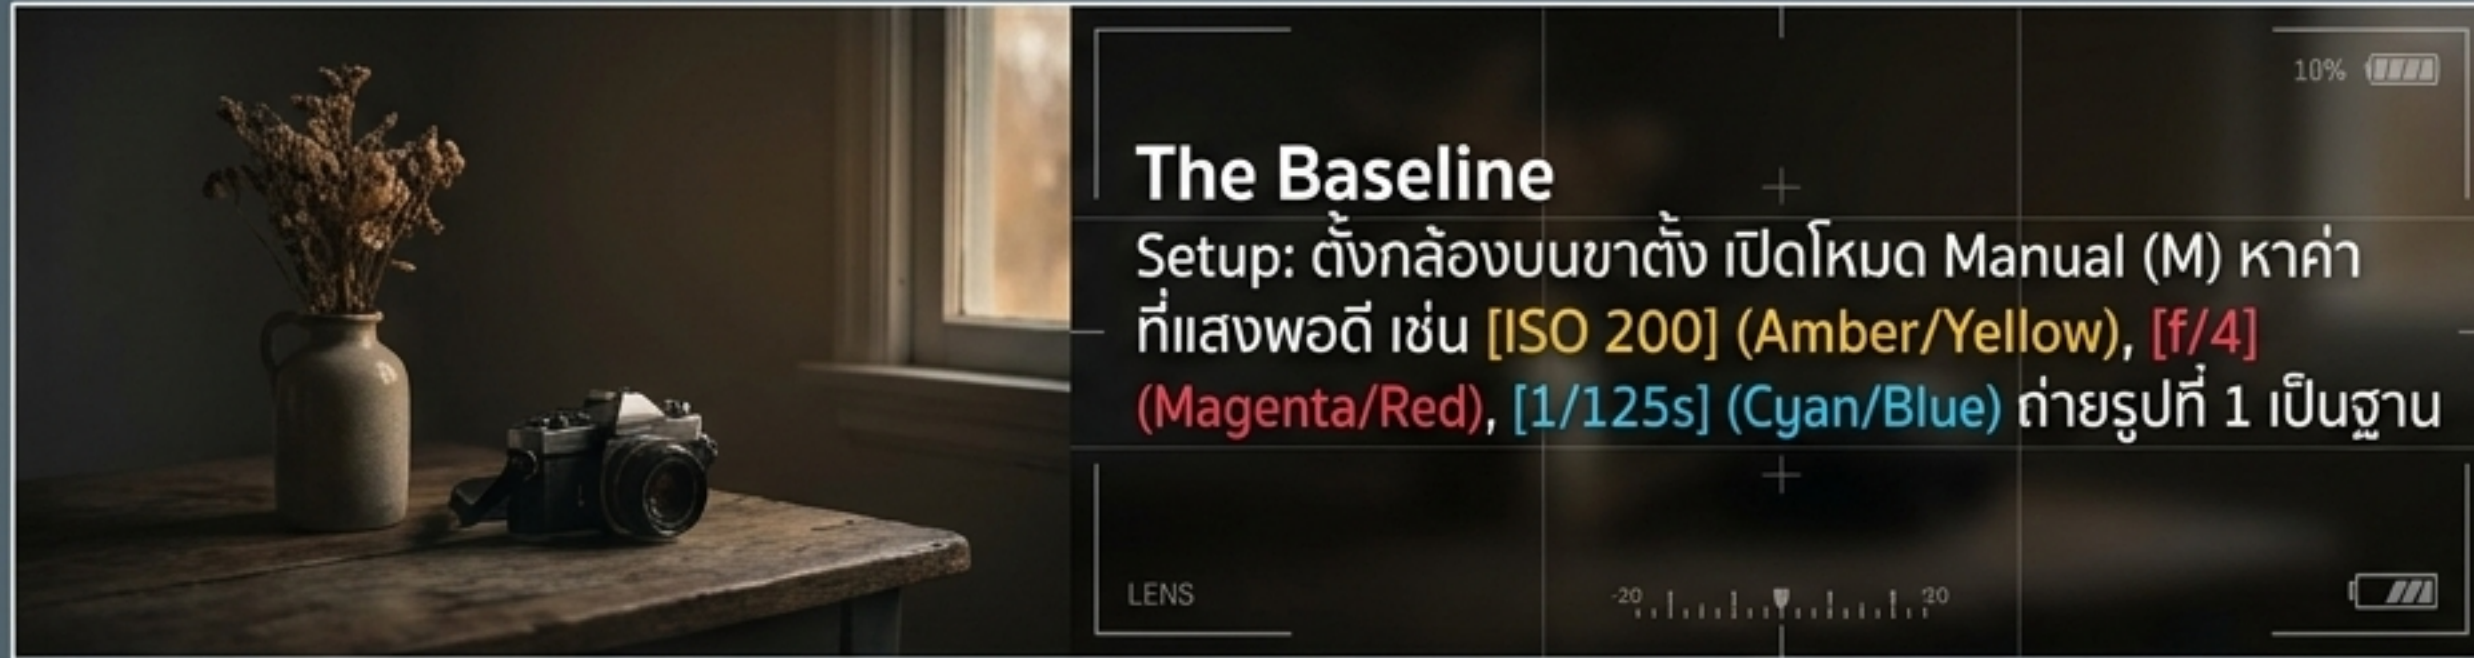 10%
The Baseline
Setup: ตั้งกล้องบนขาตั้ง เปิดโหมด Manual (M) หาค่า
ที่แสงพอดี เช่น [ISO 200] (Amber/Yellow), [f/4]
(Magenta/Red), [1/125s] (Cyan/Blue) ถ่ายรูปที่ 1 เป็นฐาน
LENS
-20 20